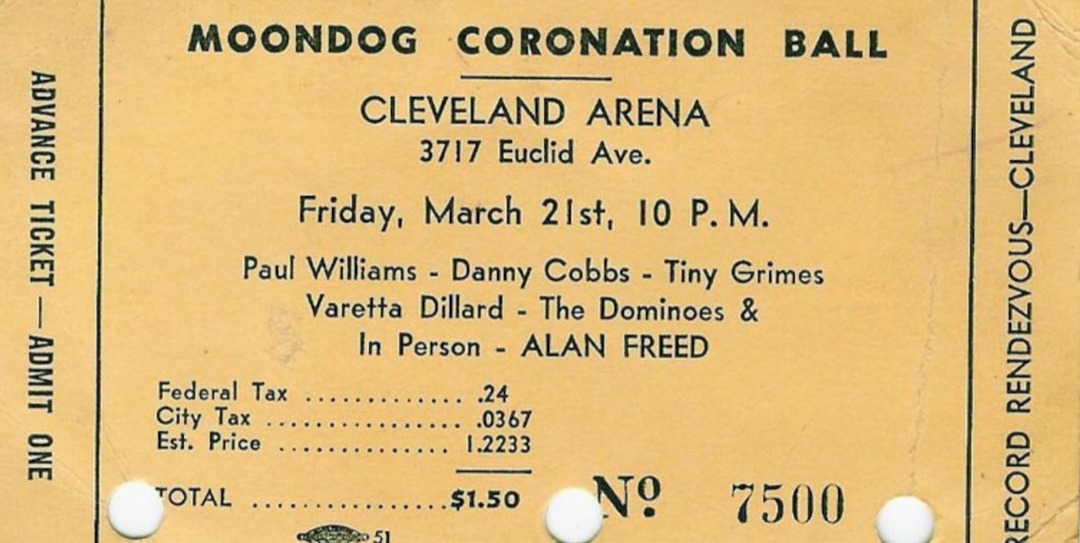 MOONDOG CORONATION BALL
CLEVELAND ARENA
3717 Euclid Ave.
Friday, March 21st, 10 P. M.
Paul Williams - Danny Cobbs - Tiny Grimes
Varetta Dillard - The Dominoes &
In Person - ALAN FREED
Federal Tax .................. .24
City Tax ..................... .0367
Est. Price .................. 1.2233
TOTAL ......................$1.50
51
Nº 7500
ADVANCE TICKET — ADMIT ONE
RECORD RENDEZVOUS—CLEVELAND